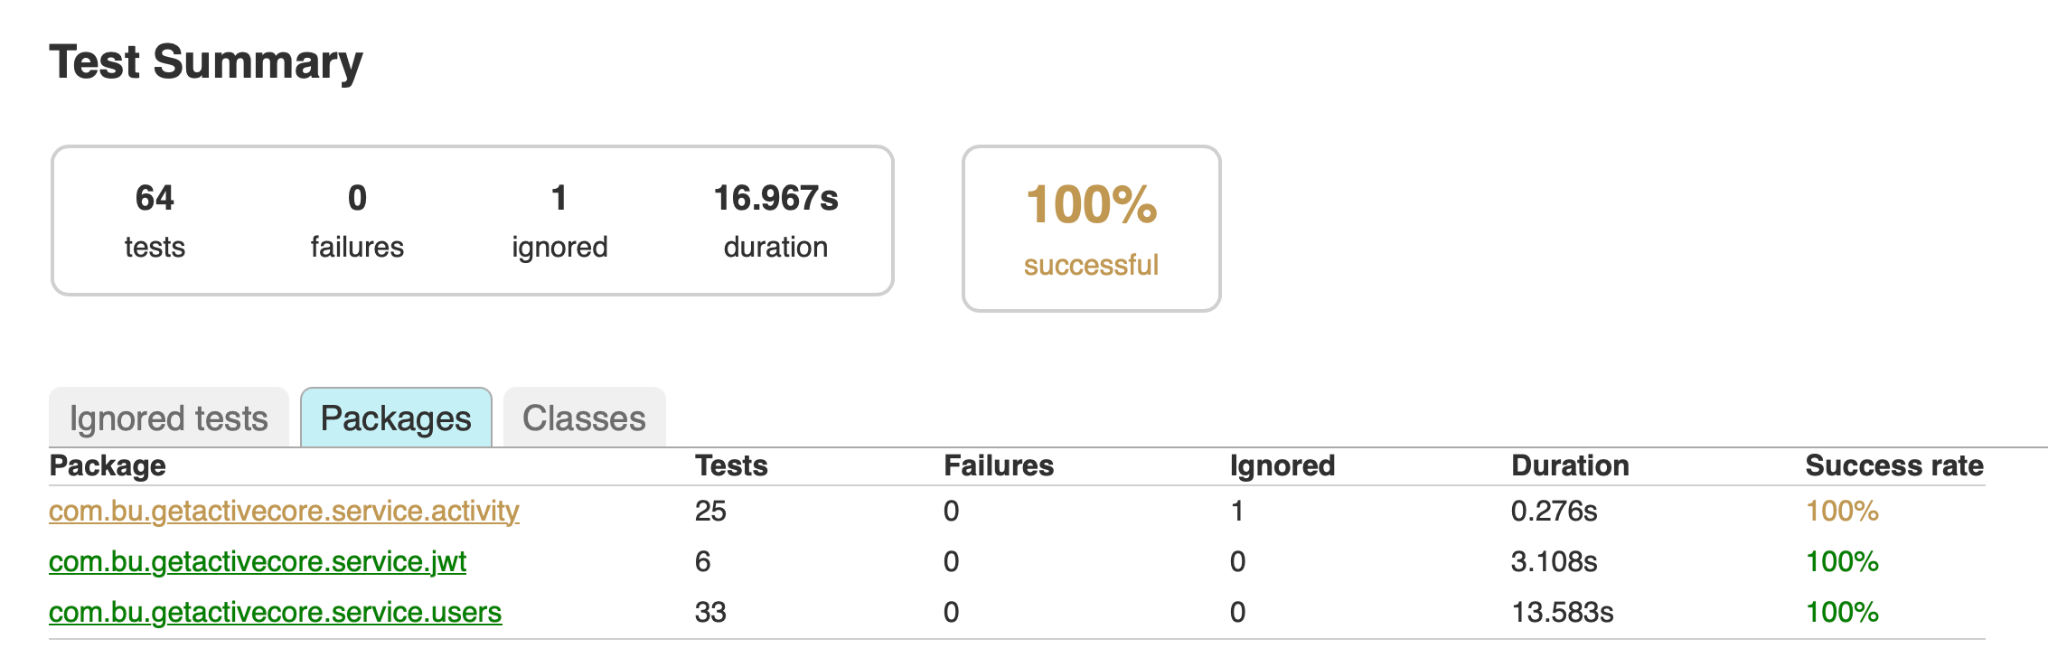 Test Summary
64 0 1 16.967s
tests failures ignored duration
100%
successful
Ignored tests Packages Classes
Package Tests Failures Ignored Duration Success rate
com.bu.getactivecore.service.activity 25 0 1 0.276s 100%
com.bu.getactivecore.service.jwt 6 0 0 3.108s 100%
com.bu.getactivecore.service.users 33 0 0 13.583s 100%